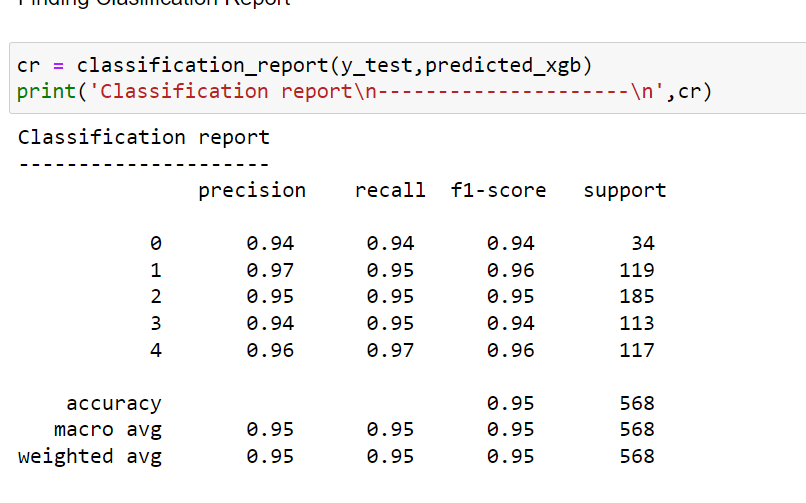 Finding Clasification Report
cr = classification_report(y_test,predicted_xgb)
print('Classification report\n---------------------\n',cr)
Classification report
---------------------
precision    recall  f1-score   support
0       0.94      0.94      0.94        34
1       0.97      0.95      0.96       119
2       0.95      0.95      0.95       185
3       0.94      0.95      0.94       113
4       0.96      0.97      0.96       117
accuracy                           0.95       568
macro avg       0.95      0.95      0.95       568
weighted avg       0.95      0.95      0.95       568